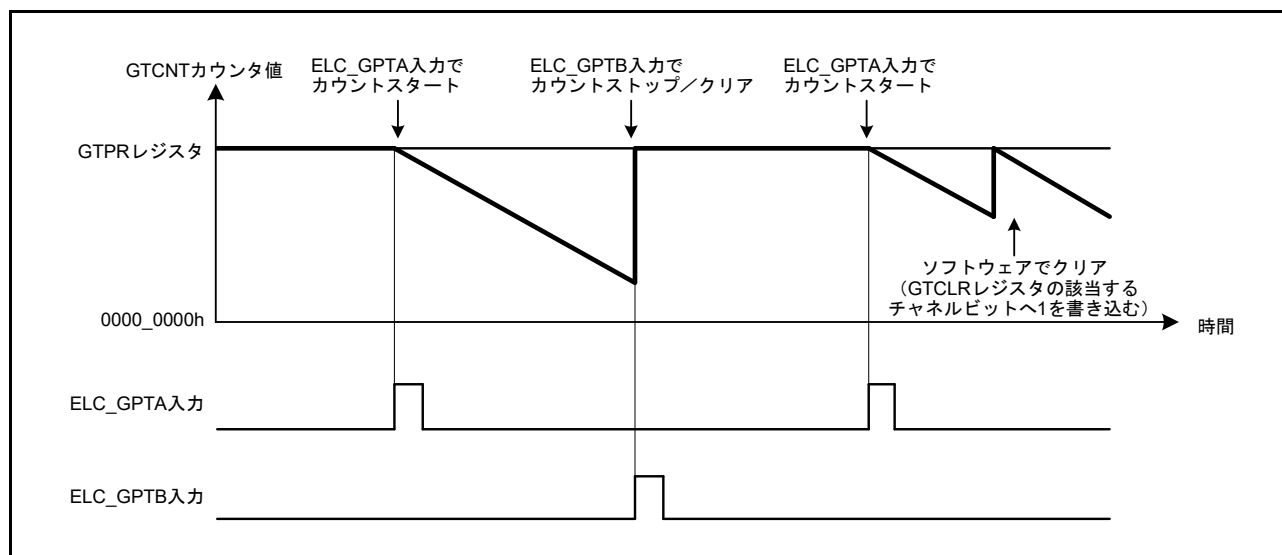 GTCNTカウンタ値
ELC_GPTA入力で
カウントスタート
ELC_GPTB入力で
カウントストップ／クリア
ELC_GPTA入力で
カウントスタート
GTPRレジスタ
ソフトウェアでクリア
（GTCLRレジスタの該当する
チャネルビットへ1を書き込む）
0000_0000h
時間
ELC_GPTA入力
ELC_GPTB入力